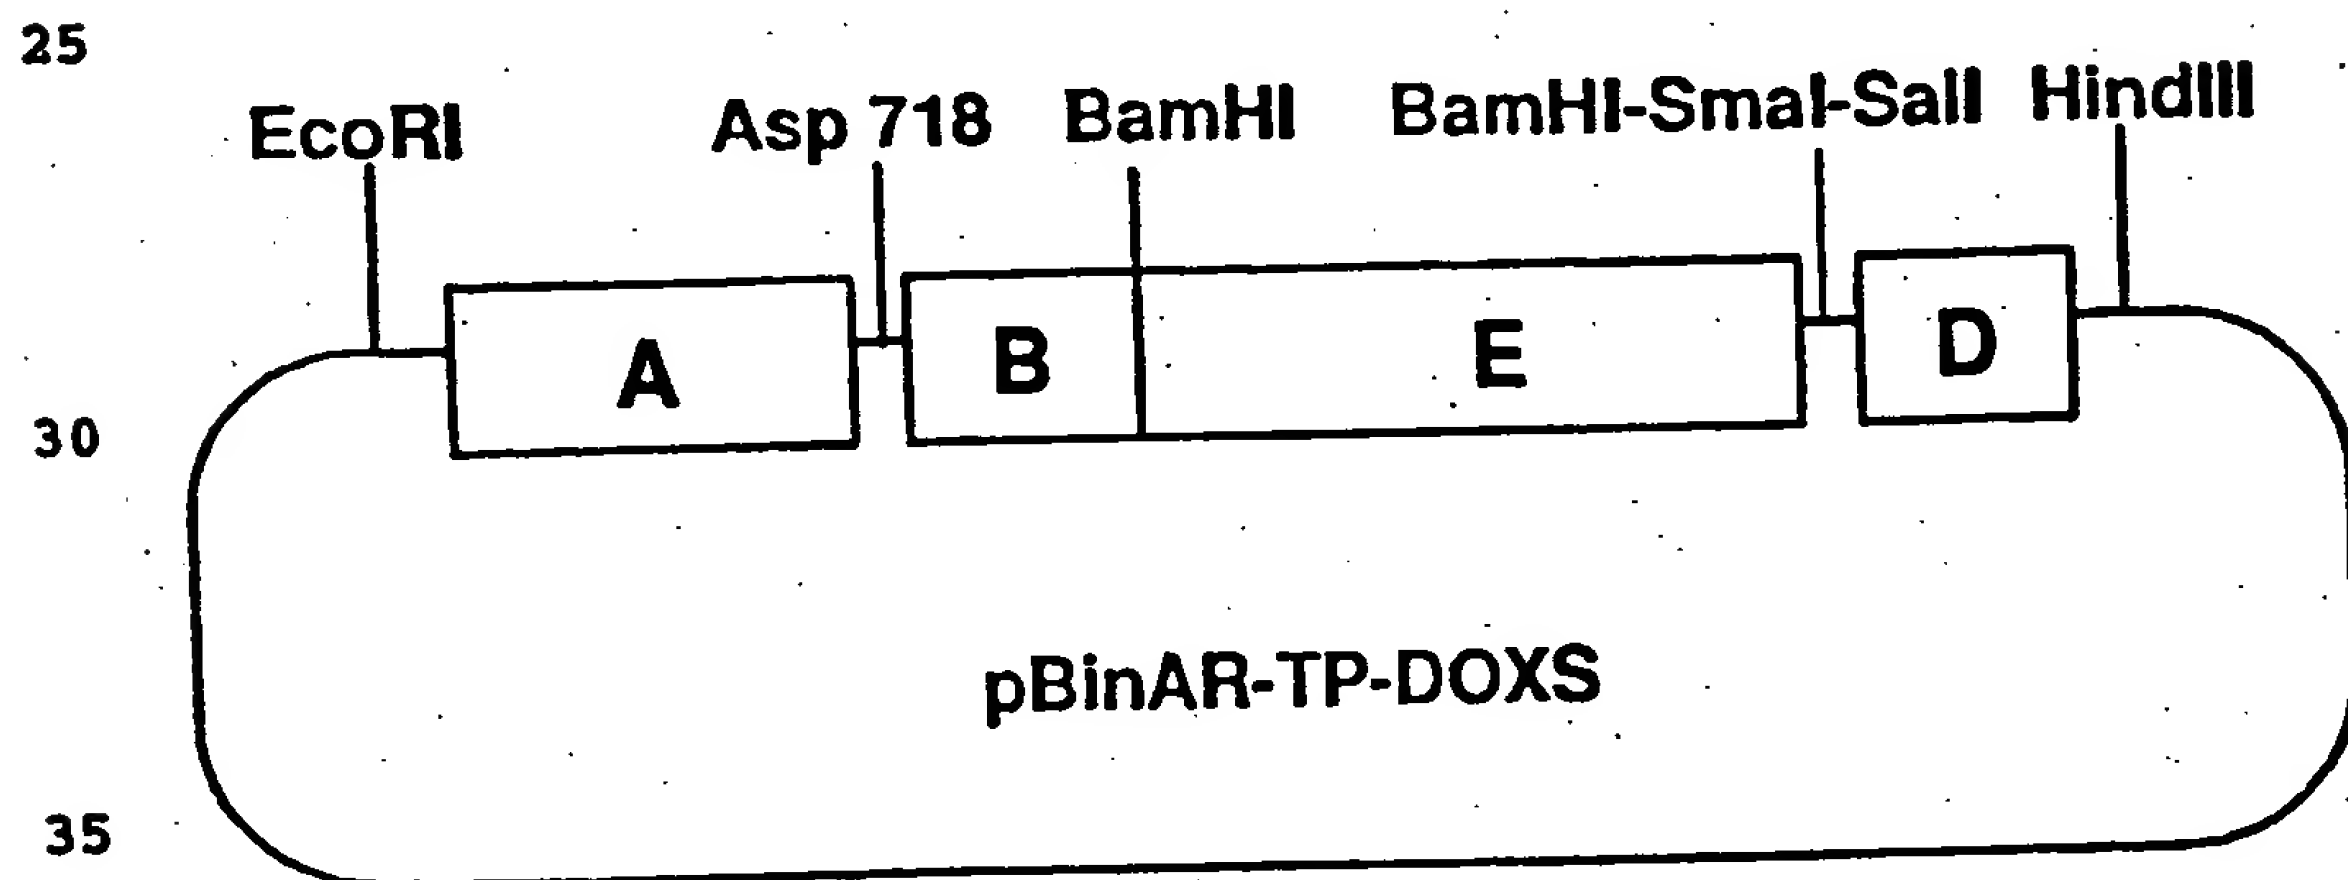 25
EcoRI Asp 718 BamHI BamHI-SmaI-SalI HindIII
A B E D
30
pBinAR-TP-DOXS
35